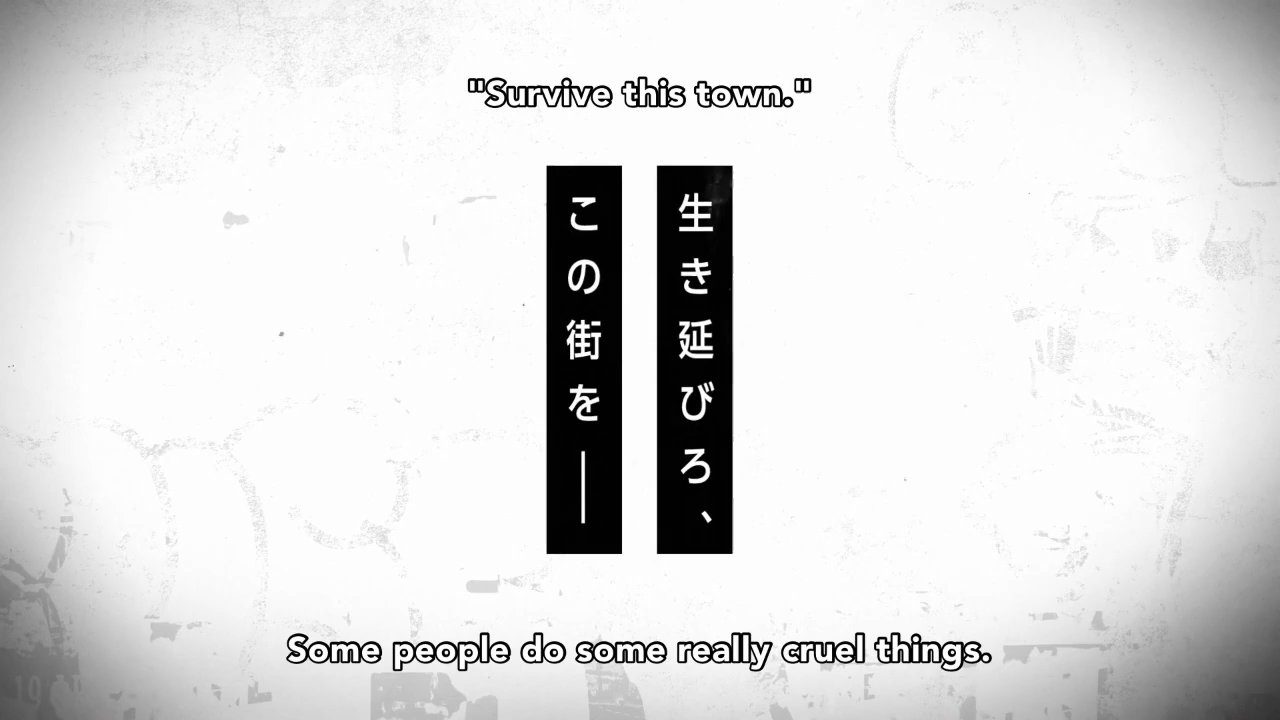 "Survive this town."
生き延びろ、
この街を―
Some people do some really cruel things.